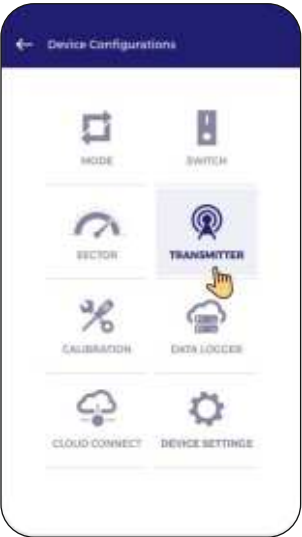 Device Configurations
MODE SWITCH
SECTOR TRANSMITTER
CALIBRATION DATA LOGGER
CLOUD CONNECT DEVICE SETTINGS